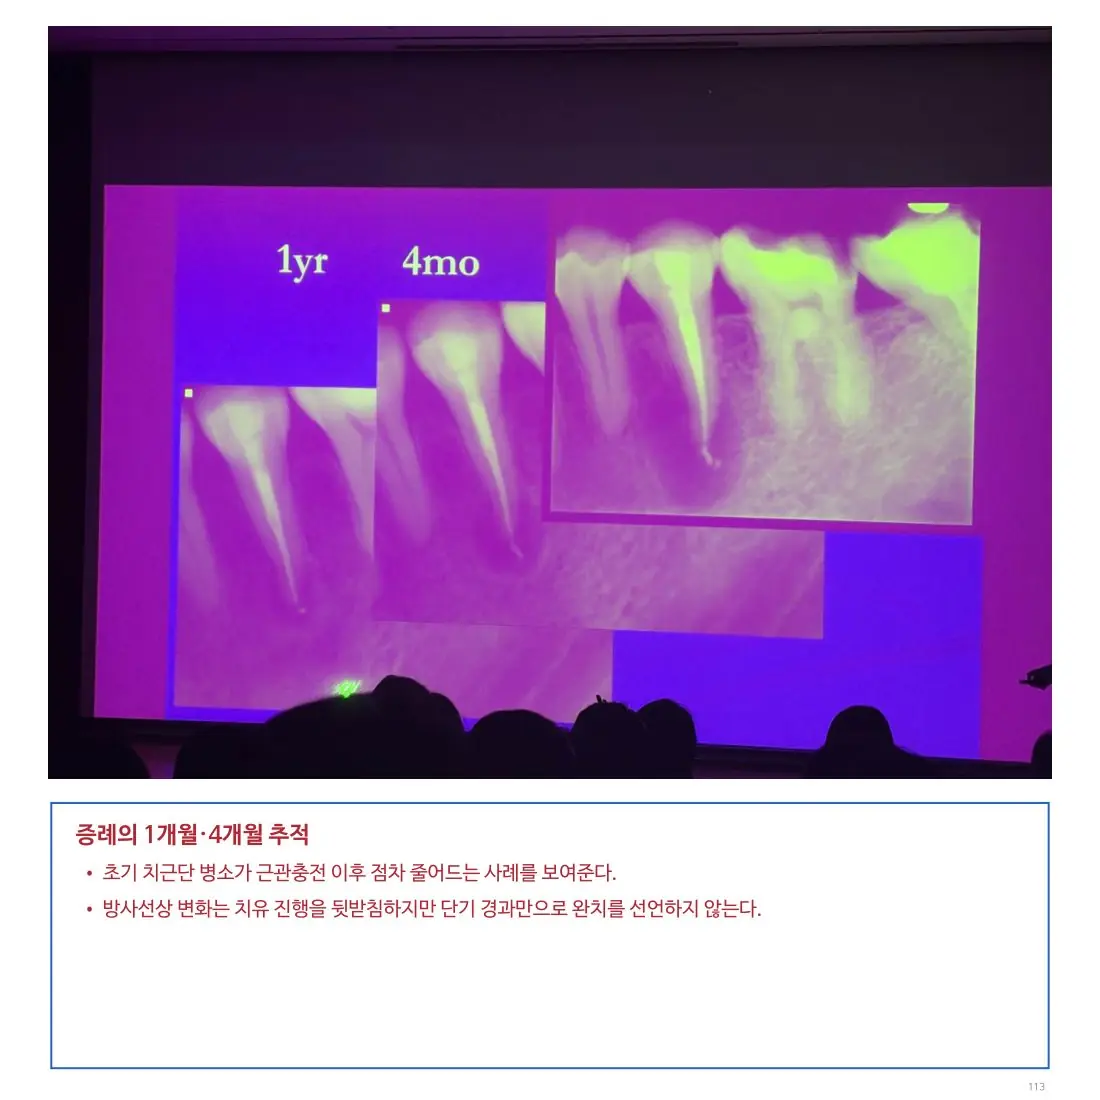 1yr
4mo
증례의 1개월·4개월 추적
• 초기 치근단 병소가 근관충전 이후 점차 줄어드는 사례를 보여준다.
• 방사선상 변화는 치유 진행을 뒷받침하지만 단기 경과만으로 완치를 선언하지 않는다.
113